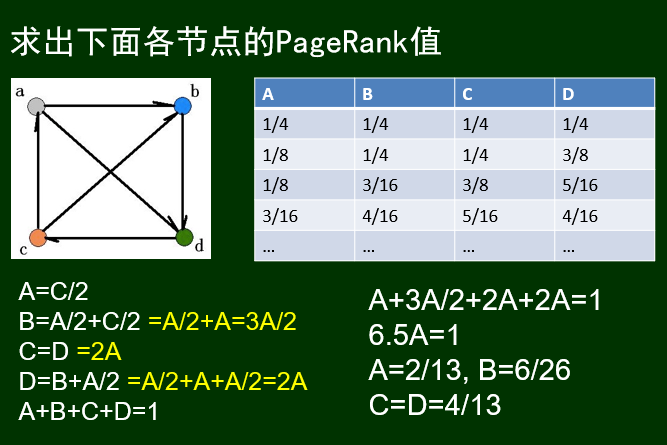 求出下面各节点的PageRank值
a b
c d
A B C D
1/4 1/4 1/4 1/4
1/8 1/4 1/4 3/8
1/8 3/16 3/8 5/16
3/16 4/16 5/16 4/16
... ... ... ...
A=C/2
B=A/2+C/2 =A/2+A=3A/2
C=D =2A
D=B+A/2 =A/2+A+A/2=2A
A+B+C+D=1
A+3A/2+2A+2A=1
6.5A=1
A=2/13, B=6/26
C=D=4/13